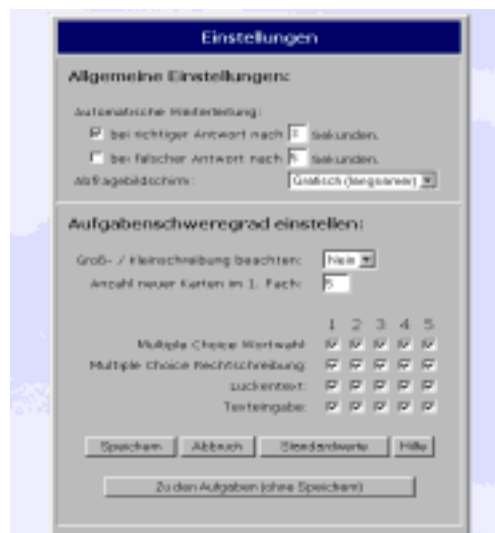 Einstellungen
Allgemeine Einstellungen:
Automatische Weiterleitung:
bei richtiger Antwort nach Sekunden.
bei falscher Antwort nach 5 Sekunden.
Abfragebildschirm: Grafisch (langsamer)
Aufgabenschweregrad einstellen:
Groß- / Kleinschreibung beachten: Nein
Anzahl neuer Karten im 1. Fach: 5
1 2 3 4 5
Multiple Choice Wortwahl:
Multiple Choice Rechtschreibung:
Lückentext:
Texteingabe:
Speichern Abbruch Standardwerte Hilfe
Zu den Aufgaben (ohne Speichern)